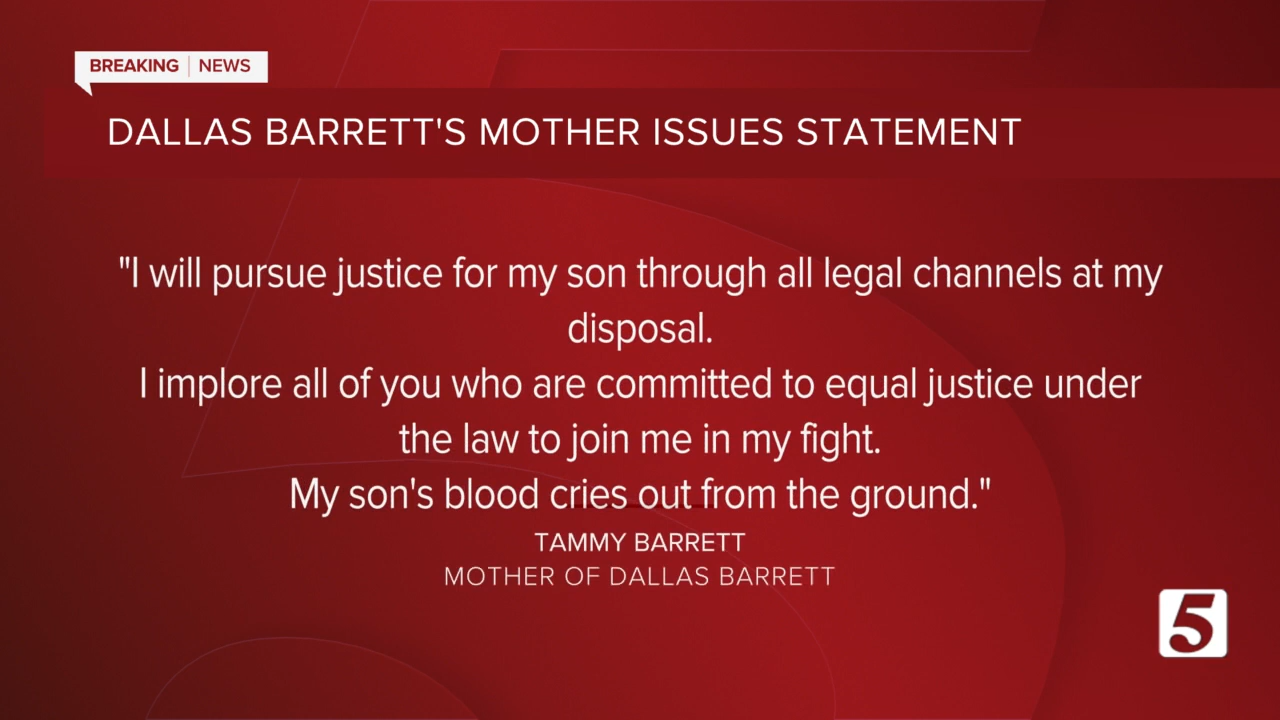 BREAKING | NEWS
DALLAS BARRETT'S MOTHER ISSUES STATEMENT
"I will pursue justice for my son through all legal channels at my
disposal.
I implore all of you who are committed to equal justice under
the law to join me in my fight.
My son's blood cries out from the ground."
TAMMY BARRETT
MOTHER OF DALLAS BARRETT
5